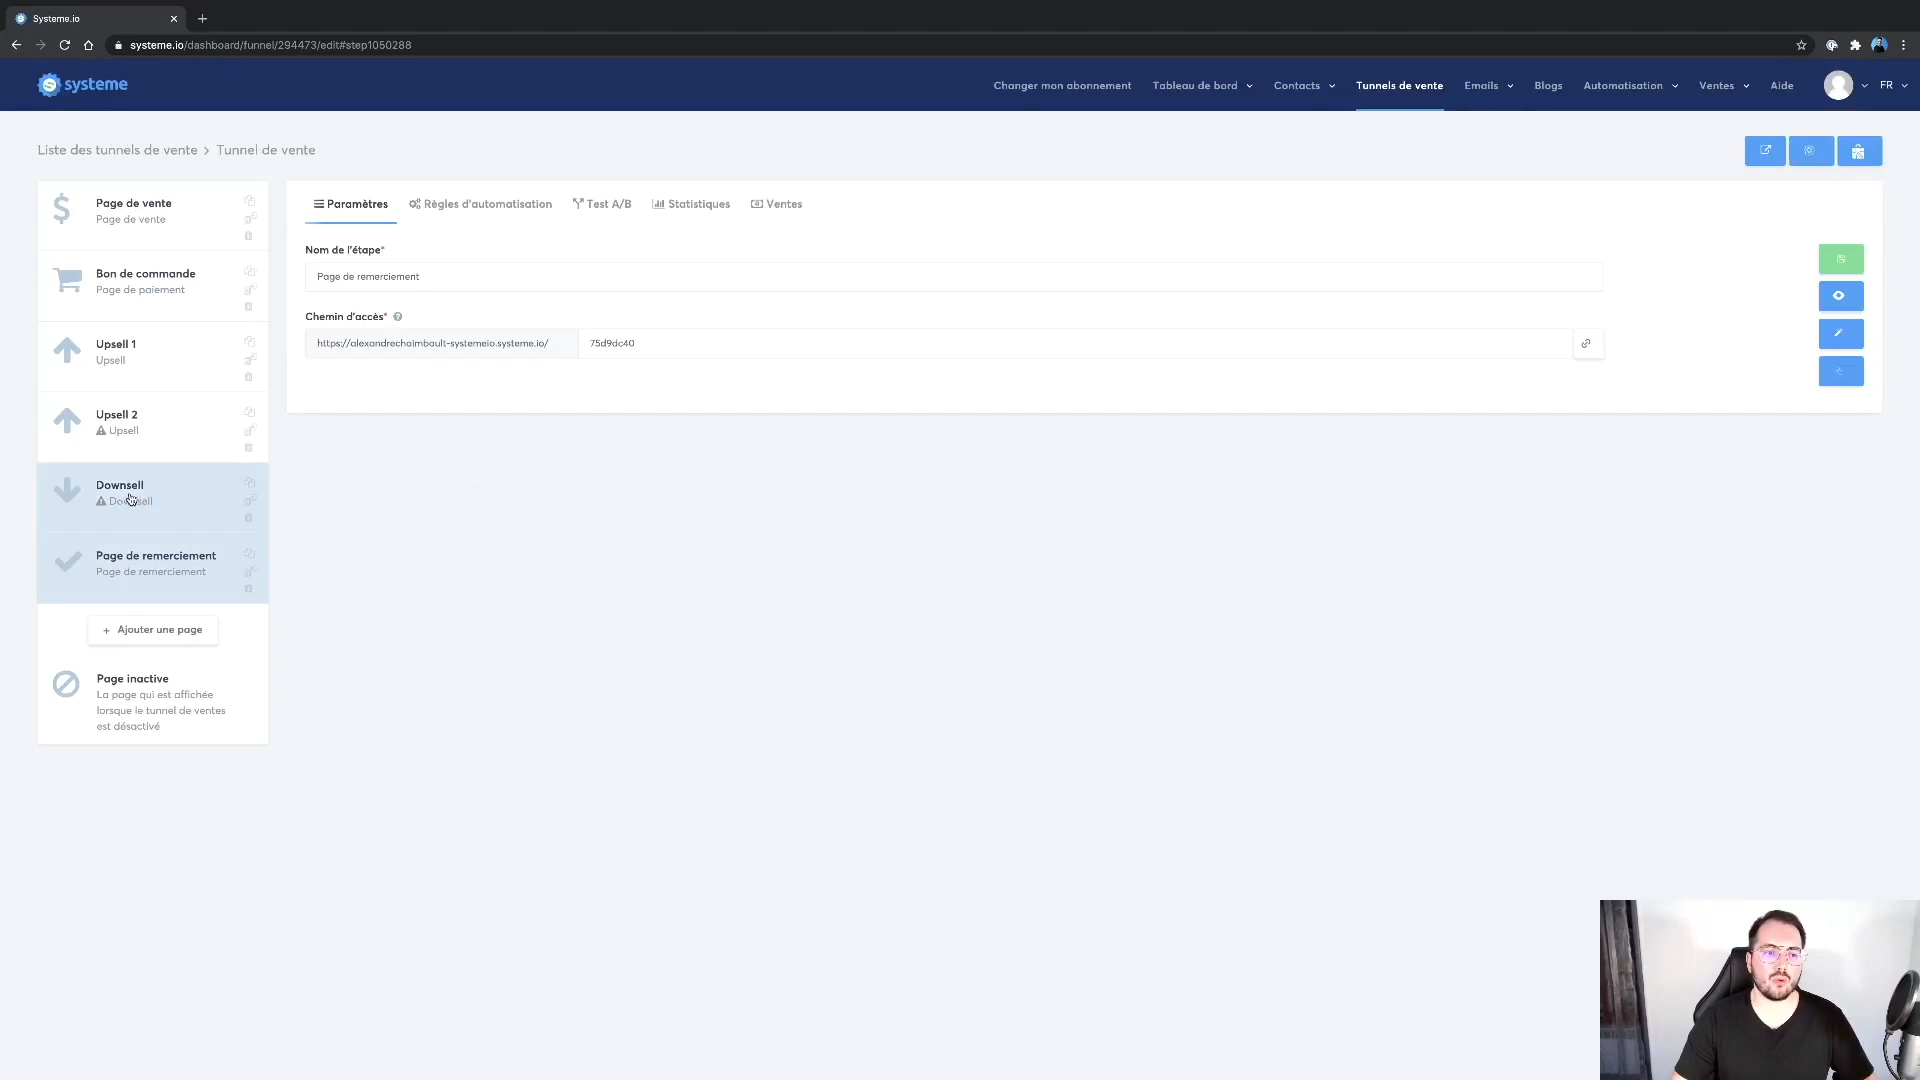 Systeme.io
systeme.io/dashboard/funnel/294473/edit#step1050288
systeme
Changer mon abonnement
Tableau de bord
Contacts
Tunnels de vente
Emails
Blogs
Automatisation
Ventes
Aide
FR
Liste des tunnels de vente > Tunnel de vente
Page de vente
Page de vente
Bon de commande
Page de paiement
Upsell 1
Upsell
Upsell 2
Upsell
Downsell
Downsell
Page de remerciement
Page de remerciement
+ Ajouter une page
Page inactive
La page qui est affichée
lorsque le tunnel de ventes
est désactivé
Paramètres
Règles d'automatisation
Test A/B
Statistiques
Ventes
Nom de l'étape*
Page de remerciement
Chemin d'accès*
https://alexandrechaimbault-systemeio.systeme.io/
75d9dc40